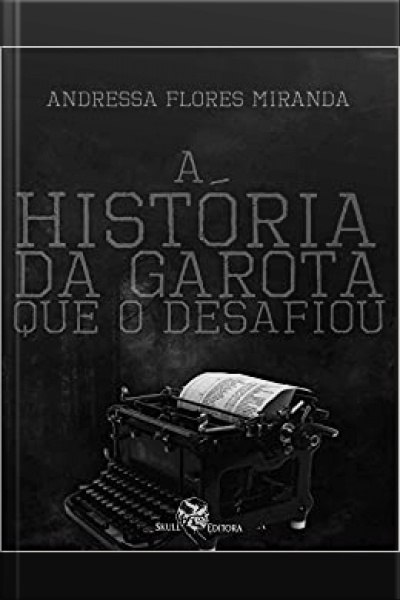 ANDRESSA FLORES MIRANDA
A
HISTÓRIA
DA GAROTA
QUE O DESAFIOU
SKULL EDITORA